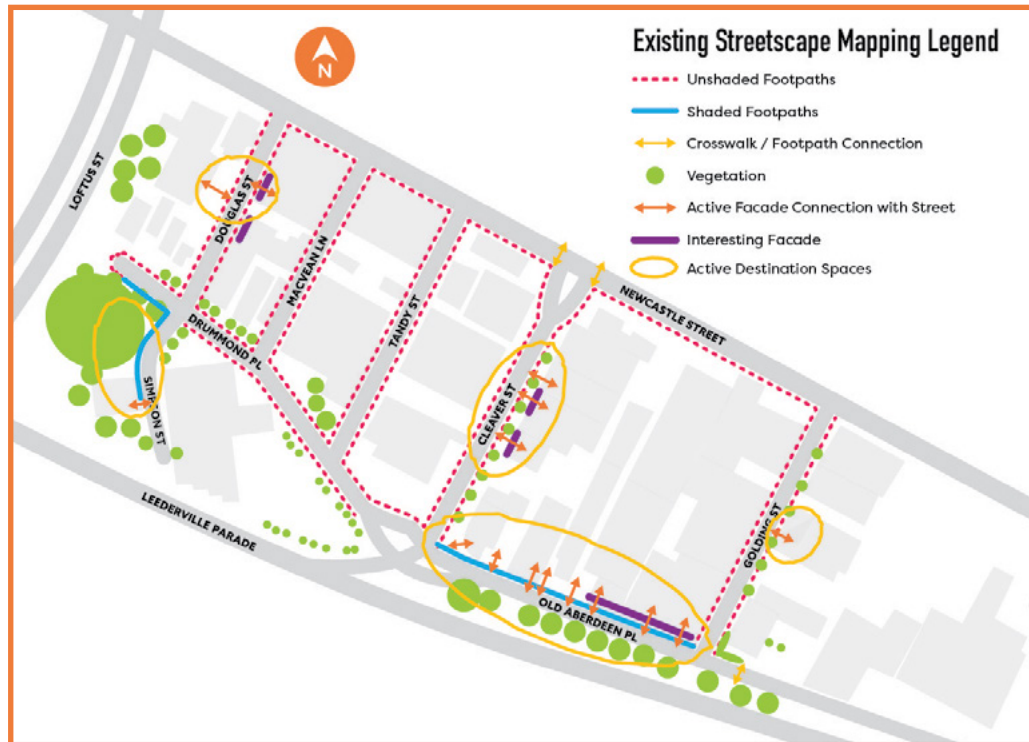 Existing Streetscape Mapping Legend
Unshaded Footpaths
Shaded Footpaths
Crosswalk / Footpath Connection
Vegetation
Active Facade Connection with Street
Interesting Facade
Active Destination Spaces
N
LOFTUS ST
DOUGLAS ST
MACVEAN LN
TANDY ST
DRUMMOND PL
SIMPSON ST
CLEAVER ST
NEWCASTLE STREET
GOLDING ST
LEEDERVILLE PARADE
OLD ABERDEEN PL